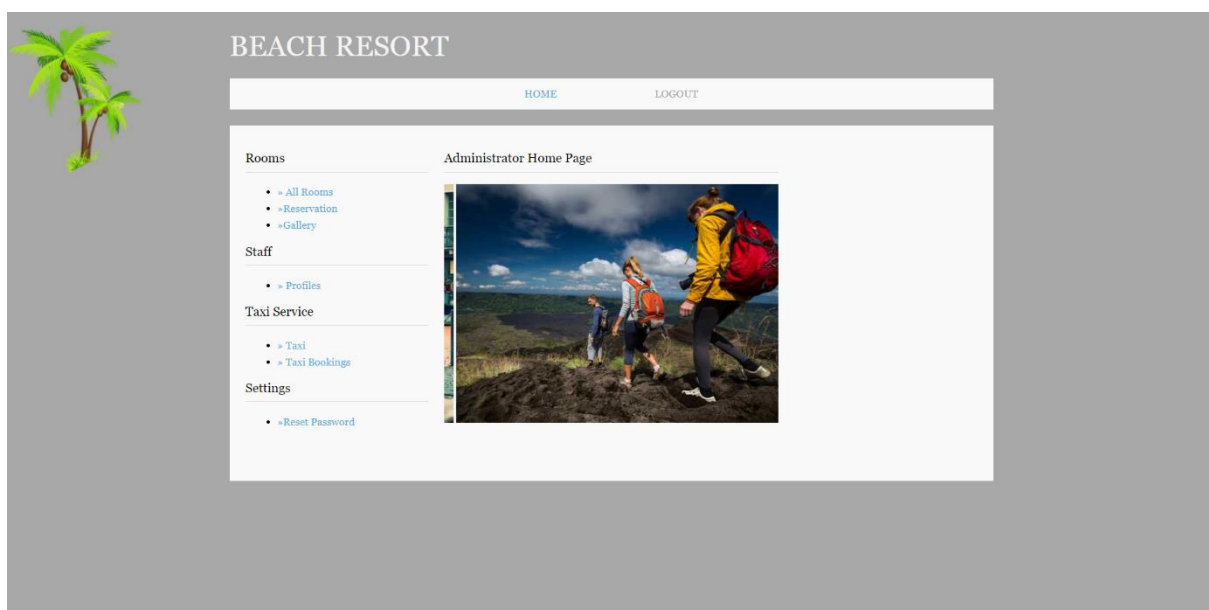 BEACH RESORT
HOME LOGOUT
Rooms
» All Rooms
»Reservation
»Gallery
Staff
» Profiles
Taxi Service
» Taxi
» Taxi Bookings
Settings
»Reset Password
Administrator Home Page